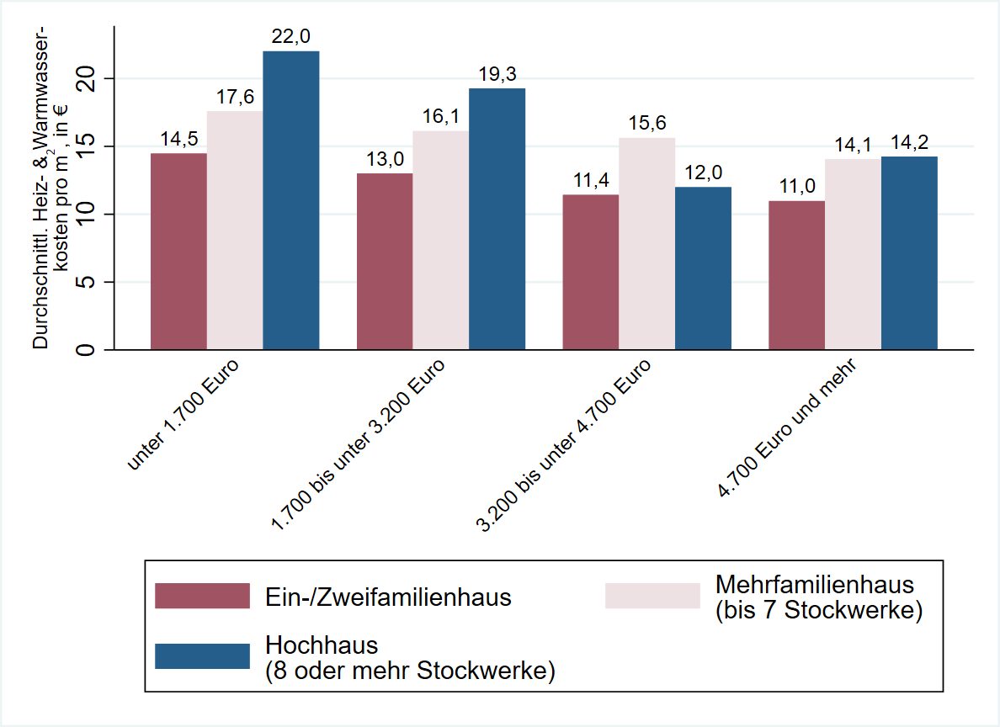 Durchschnittl. Heiz- & Warmwasser-
kosten pro m², in €
20
15
10
5
0
14,5
17,6
22,0
13,0
16,1
19,3
11,4
15,6
12,0
11,0
14,1
14,2
unter 1.700 Euro
1.700 bis unter 3.200 Euro
3.200 bis unter 4.700 Euro
4.700 Euro und mehr
Ein-/Zweifamilienhaus
Mehrfamilienhaus
(bis 7 Stockwerke)
Hochhaus
(8 oder mehr Stockwerke)